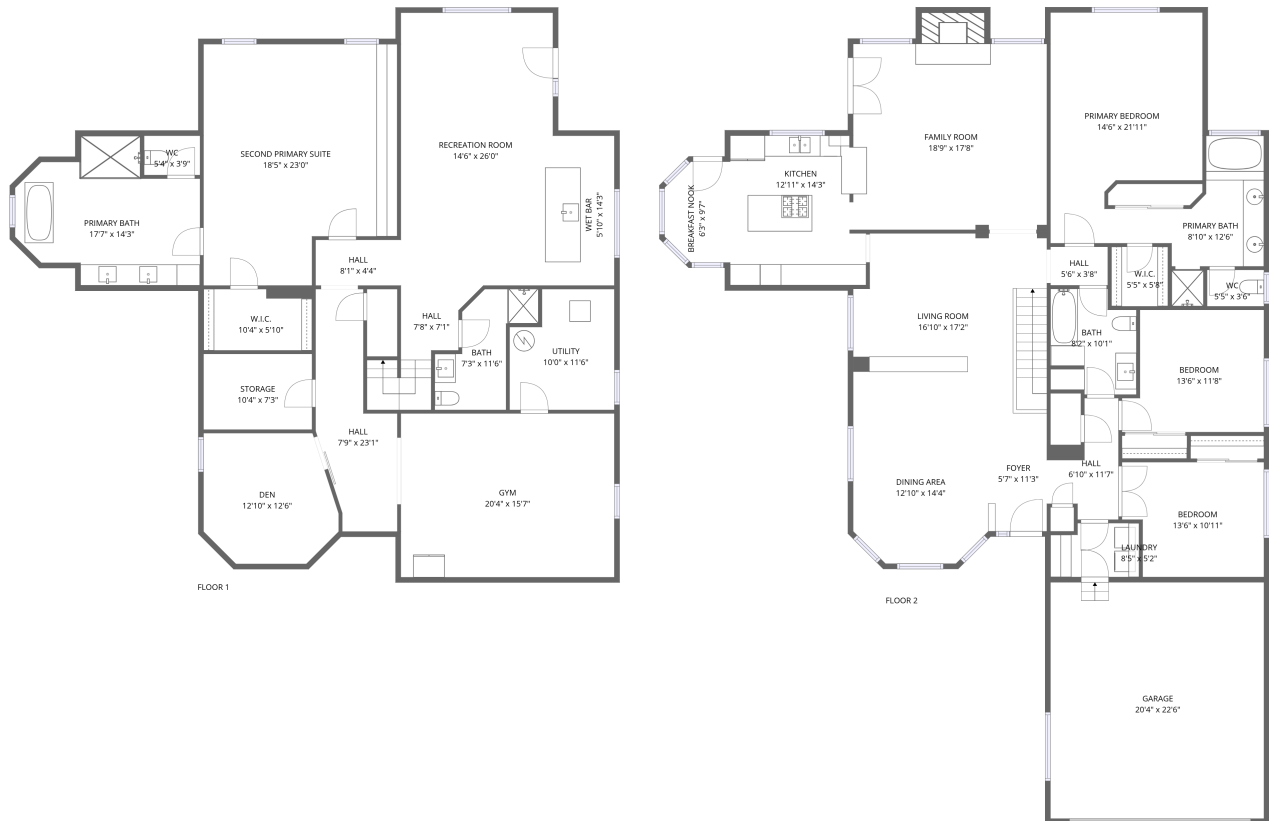 WC
5'4" x 3'9"
SECOND PRIMARY SUITE
18'5" x 23'0"
RECREATION ROOM
14'6" x 26'0"
WET BAR
5'10" x 14'3"
PRIMARY BATH
17'7" x 14'3"
HALL
8'1" x 4'4"
W.I.C.
10'4" x 5'10"
HALL
7'8" x 7'1"
BATH
7'3" x 11'6"
UTILITY
10'0" x 11'6"
STORAGE
10'4" x 7'3"
HALL
7'9" x 23'1"
DEN
12'10" x 12'6"
GYM
20'4" x 15'7"
FLOOR 1
PRIMARY BEDROOM
14'6" x 21'11"
FAMILY ROOM
18'9" x 17'8"
KITCHEN
12'11" x 14'3"
BREAKFAST NOOK
6'3" x 9'7"
PRIMARY BATH
8'10" x 12'6"
HALL
5'6" x 3'8"
W.I.C.
5'5" x 5'8"
WC
5'5" x 3'6"
LIVING ROOM
16'10" x 17'2"
BATH
8'2" x 10'1"
BEDROOM
13'6" x 11'8"
HALL
6'10" x 11'7"
FOYER
5'7" x 11'3"
DINING AREA
12'10" x 14'4"
BEDROOM
13'6" x 10'11"
LAUNDRY
8'5" x 5'2"
FLOOR 2
GARAGE
20'4" x 22'6"